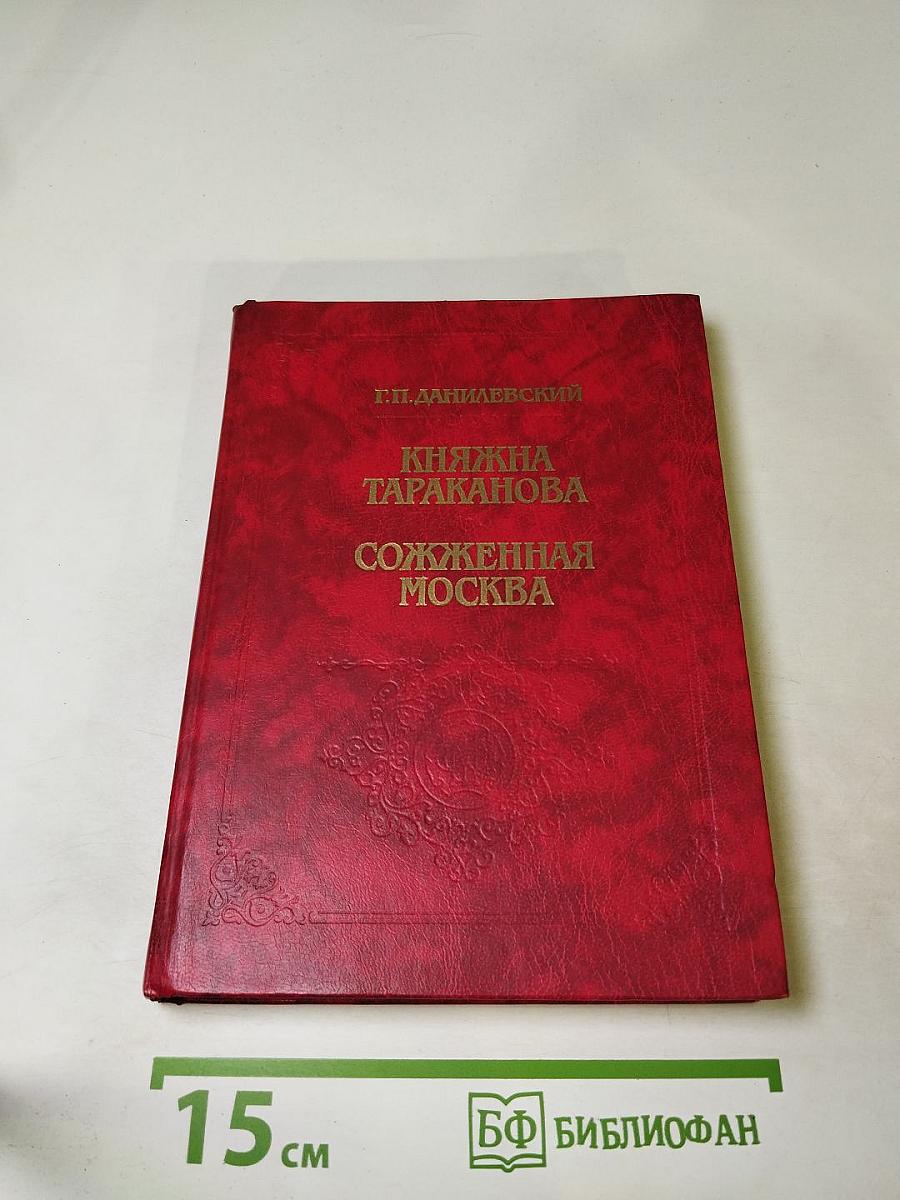 Г.П.ДАНИЛЕВСКИЙ
КНЯЖНА
ТАРАКАНОВА
СОЖЖЕННАЯ
МОСКВА
15 см
БФ БИБЛИОФАН